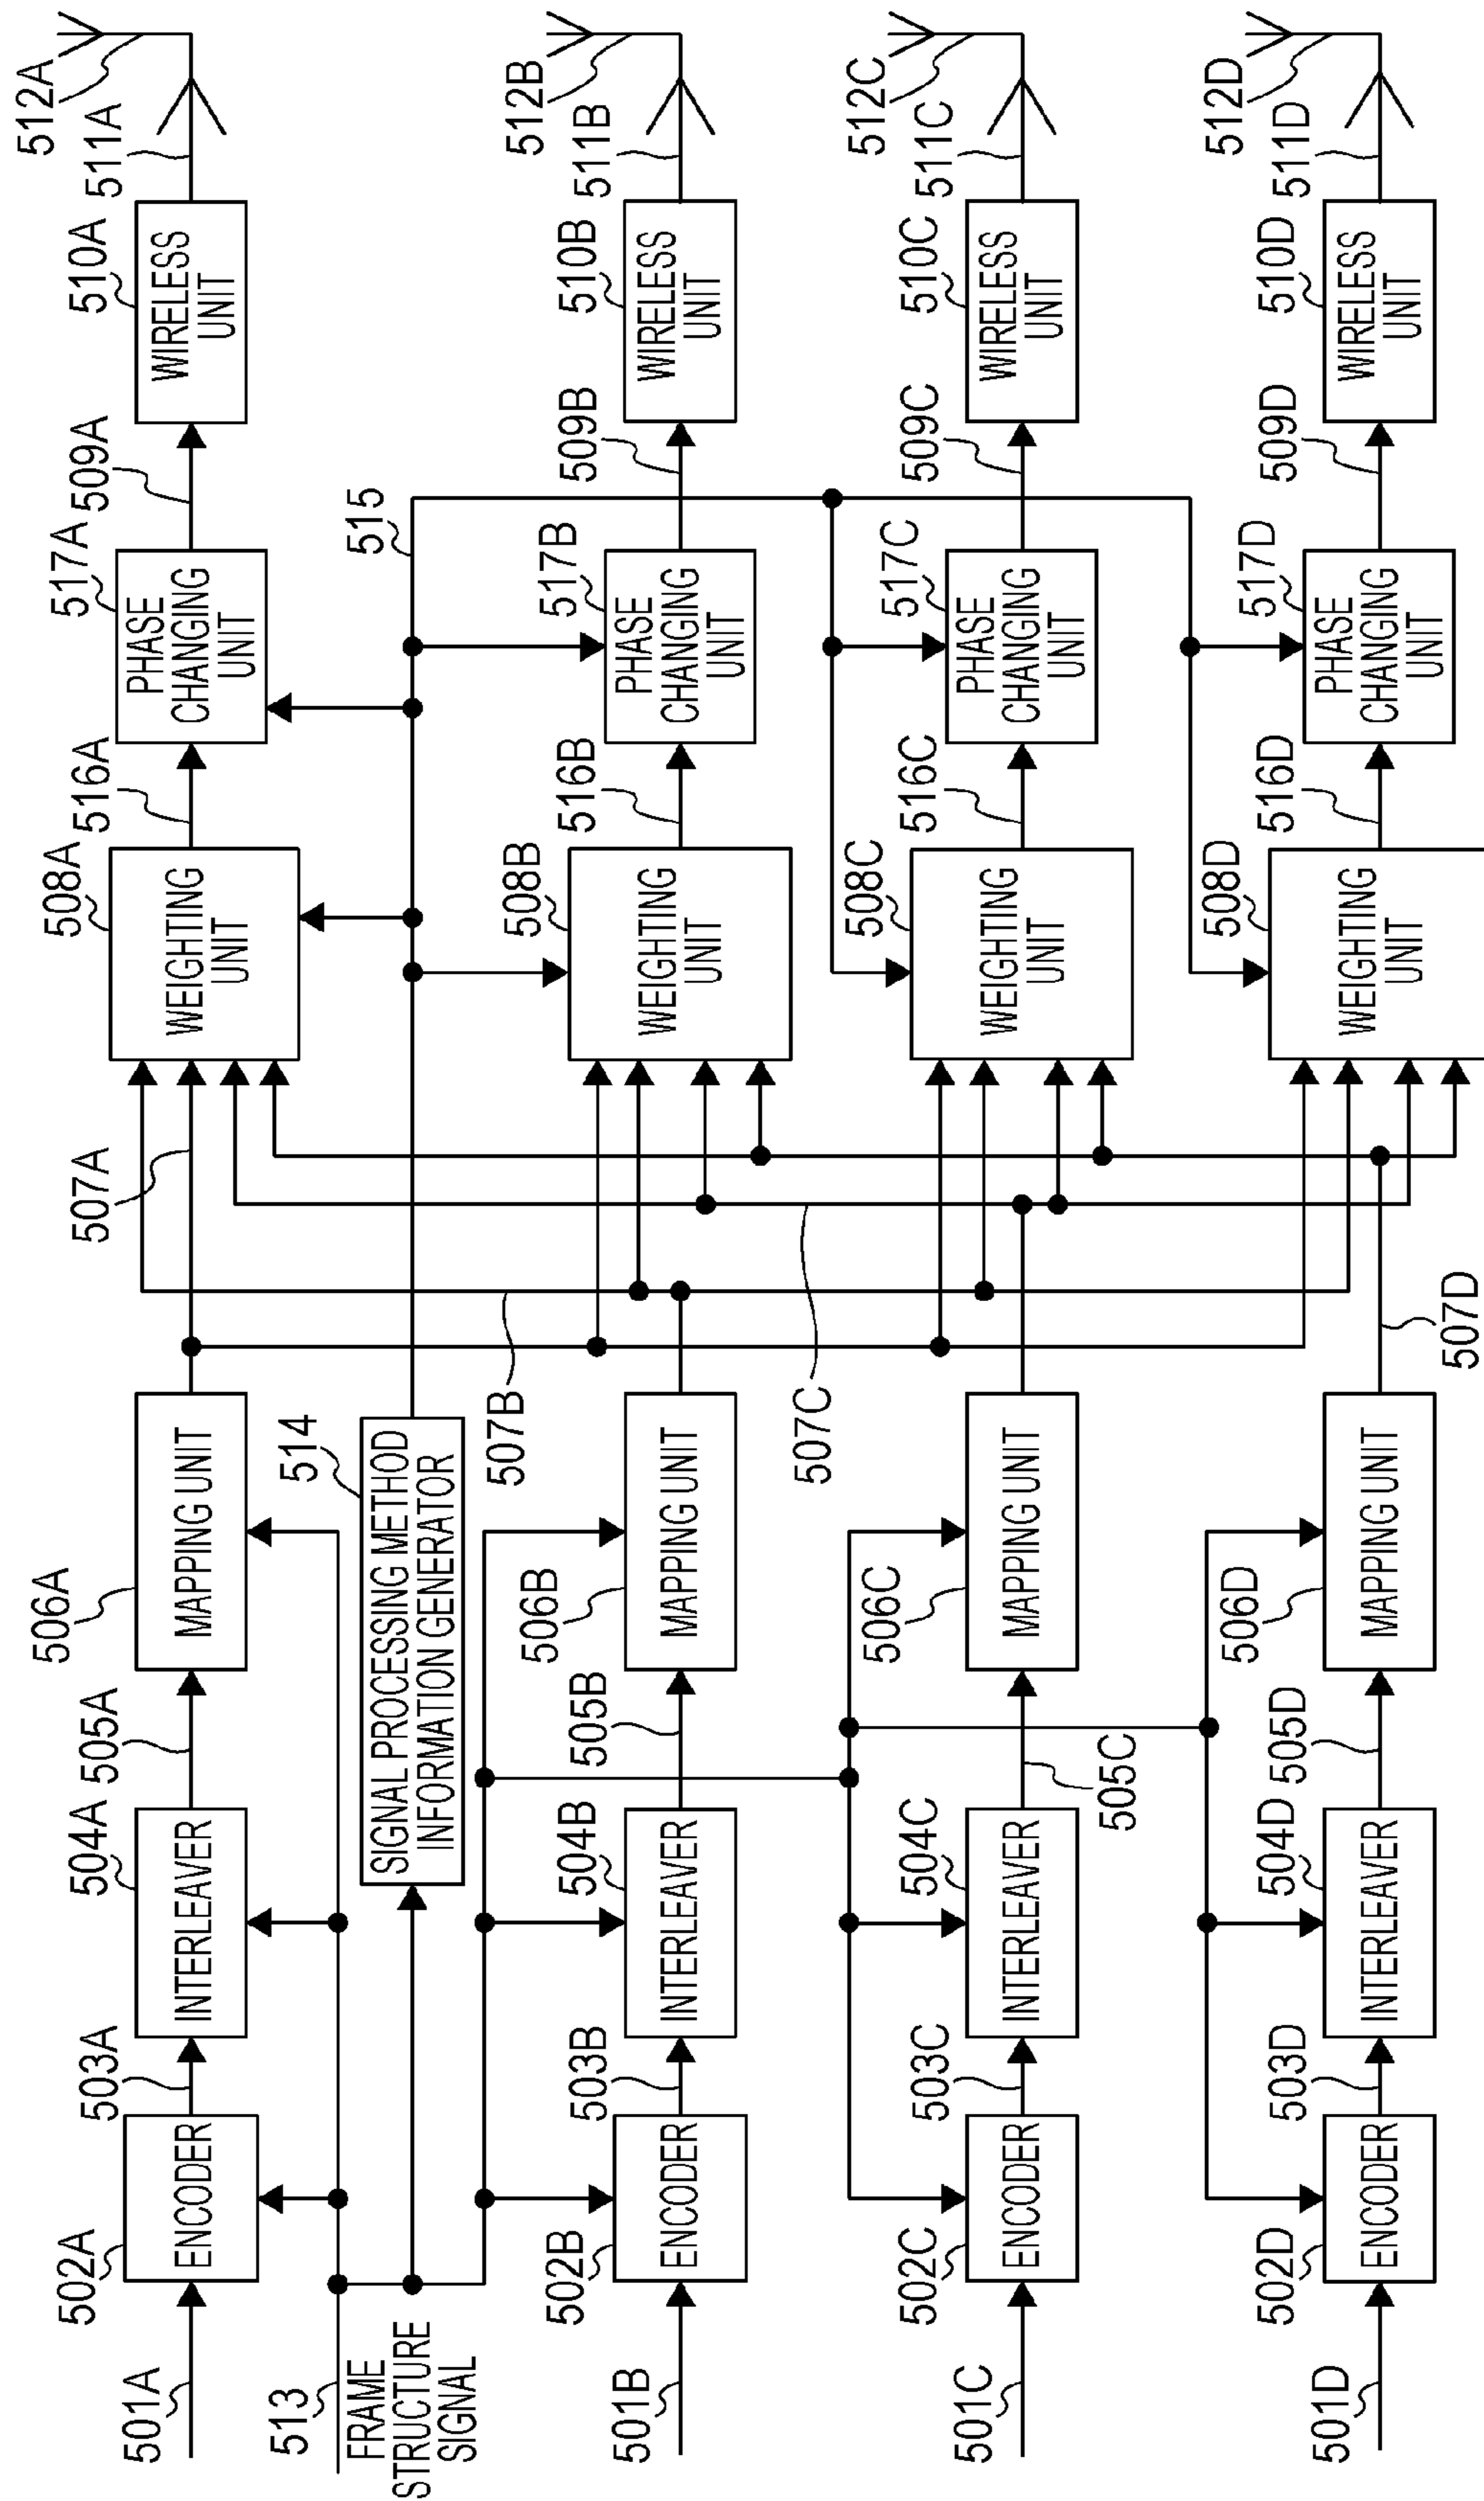 501A
502A
ENCODER
503A
504A
INTERLEAVER
505A
506A
MAPPING UNIT
507A
508A
WEIGHTING
UNIT
516A
517A
PHASE
CHANGING
UNIT
509A
510A
WIRELESS
UNIT
511A
512A
513
FRAME
STRUCTURE
SIGNAL
514
SIGNAL PROCESSING METHOD
INFORMATION GENERATOR
515
501B
502B
ENCODER
503B
504B
INTERLEAVER
505B
506B
MAPPING UNIT
507B
508B
WEIGHTING
UNIT
516B
517B
PHASE
CHANGING
UNIT
509B
510B
WIRELESS
UNIT
511B
512B
501C
502C
ENCODER
503C
504C
INTERLEAVER
505C
506C
MAPPING UNIT
507C
508C
WEIGHTING
UNIT
516C
517C
PHASE
CHANGING
UNIT
509C
510C
WIRELESS
UNIT
511C
512C
501D
502D
ENCODER
503D
504D
INTERLEAVER
505D
506D
MAPPING UNIT
507D
508D
WEIGHTING
UNIT
516D
517D
PHASE
CHANGING
UNIT
509D
510D
WIRELESS
UNIT
511D
512D